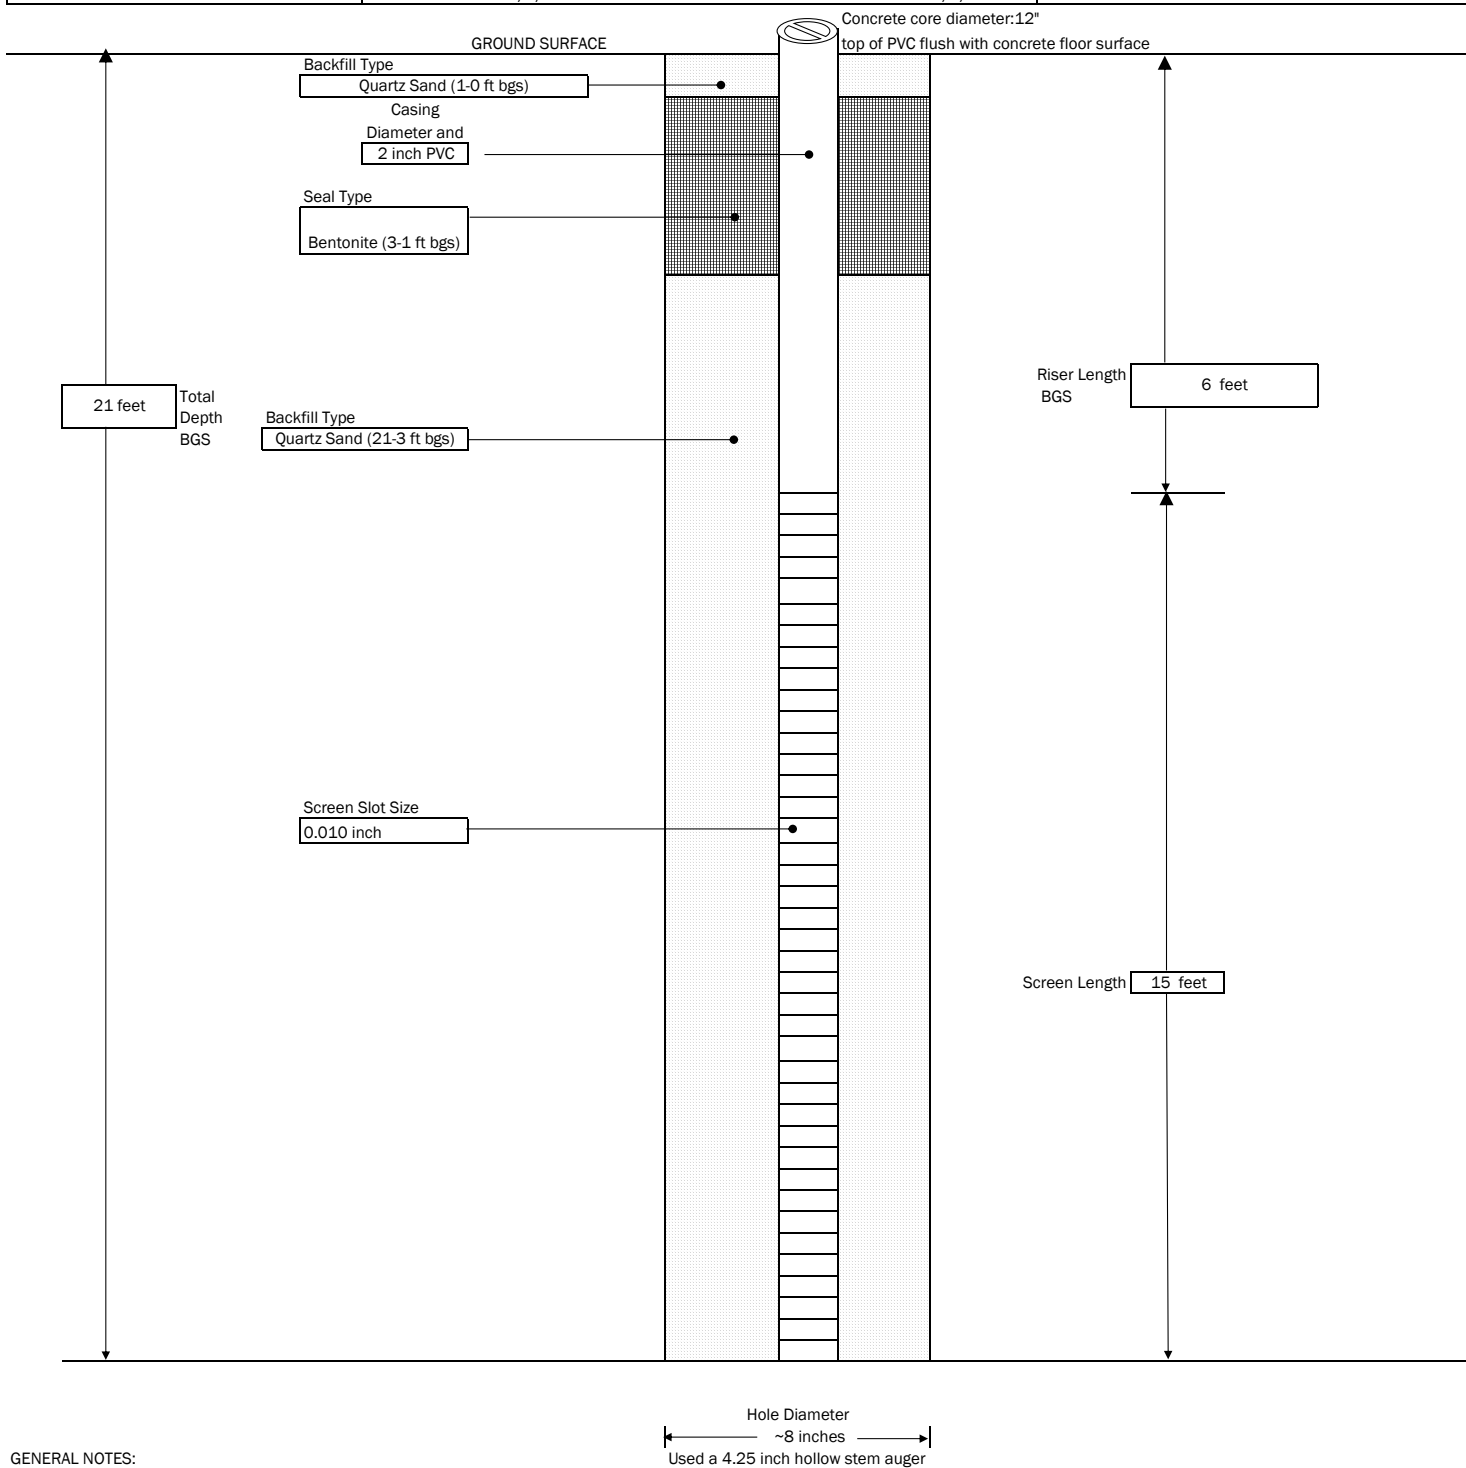 Concrete core diameter:12"
GROUND SURFACE
top of PVC flush with concrete floor surface
Backfill Type
Quartz Sand (1-0 ft bgs)
Casing
Diameter and
2 inch PVC
Seal Type
Bentonite (3-1 ft bgs)
Riser Length
BGS
6 feet
21 feet
Total
Depth
BGS
Backfill Type
Quartz Sand (21-3 ft bgs)
Screen Slot Size
0.010 inch
Screen Length
15 feet
Hole Diameter
~8 inches
GENERAL NOTES:
Used a 4.25 inch hollow stem auger